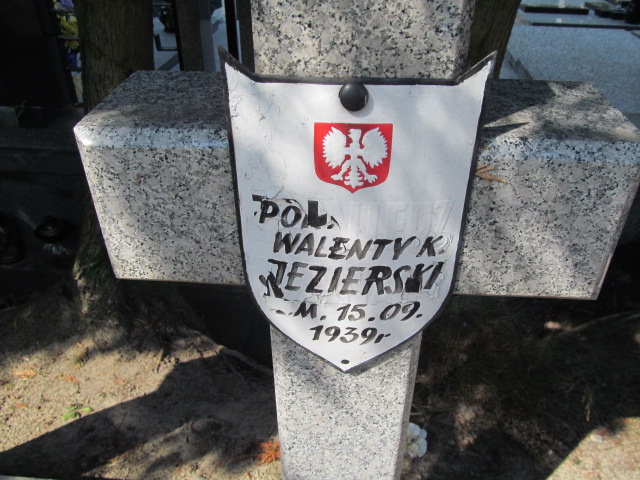 POL.
WALENTY K.
JEZIERSKI
M. 15.09.
1939r.